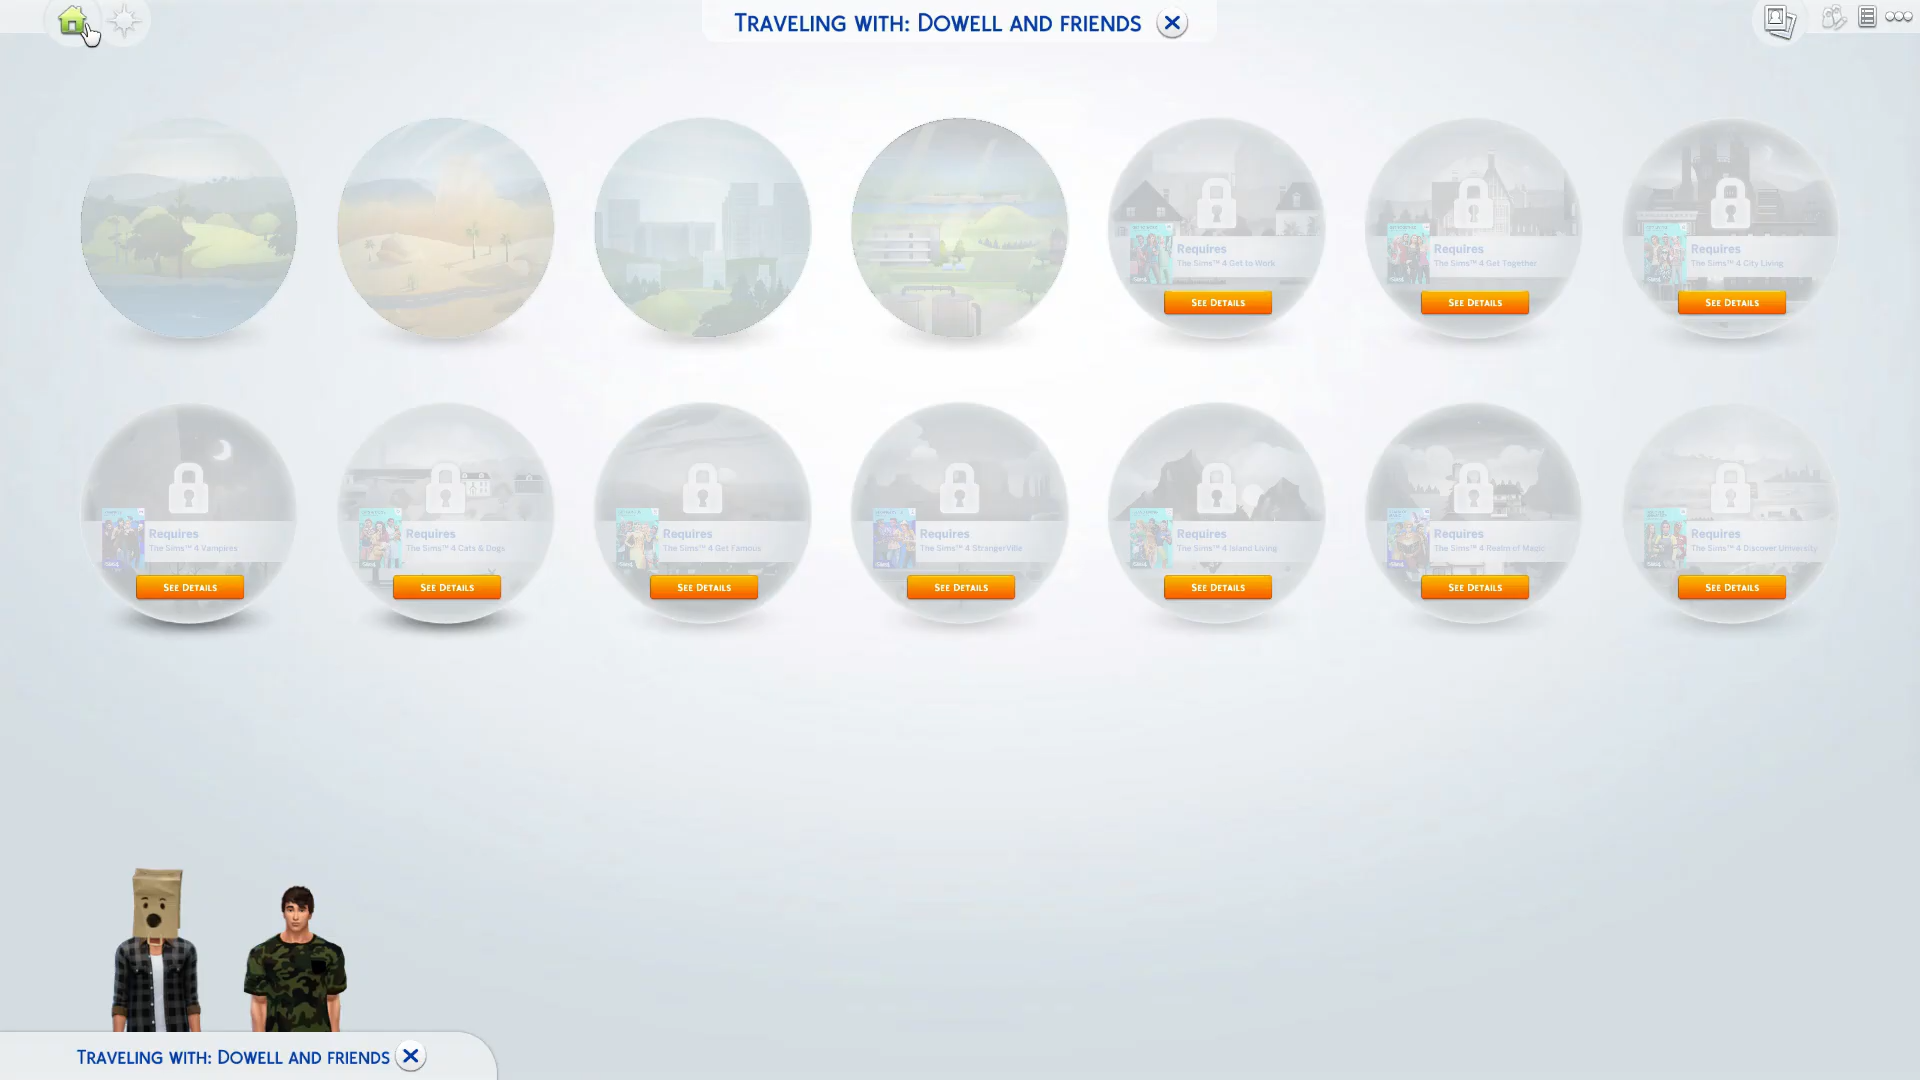 TRAVELING WITH: DOWELL AND FRIENDS
Requires
The Sims™ 4 Get to Work
SEE DETAILS
Requires
The Sims™ 4 Get Together
SEE DETAILS
Requires
The Sims™ 4 City Living
SEE DETAILS
Requires
The Sims™ 4 Vampires
SEE DETAILS
Requires
The Sims™ 4 Cats & Dogs
SEE DETAILS
Requires
The Sims™ 4 Get Famous
SEE DETAILS
Requires
The Sims™ 4 StrangerVille
SEE DETAILS
Requires
The Sims™ 4 Island Living
SEE DETAILS
Requires
The Sims™ 4 Realm of Magic
SEE DETAILS
Requires
The Sims™ 4 Discover University
SEE DETAILS
TRAVELING WITH: DOWELL AND FRIENDS